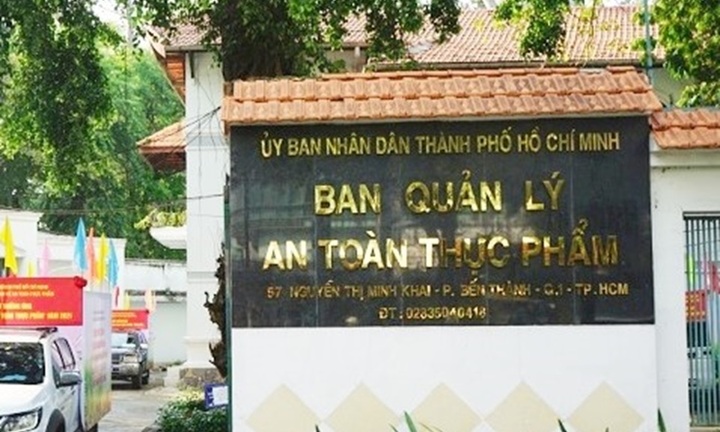 ỦY BAN NHÂN DÂN THÀNH PHỐ HỒ CHÍ MINH
BAN QUẢN LÝ
AN TOÀN THỰC PHẨM
57 NGUYỄN THỊ MINH KHAI - P. BẾN THÀNH - Q.1 - TP. HCM
ĐT : 02835040416